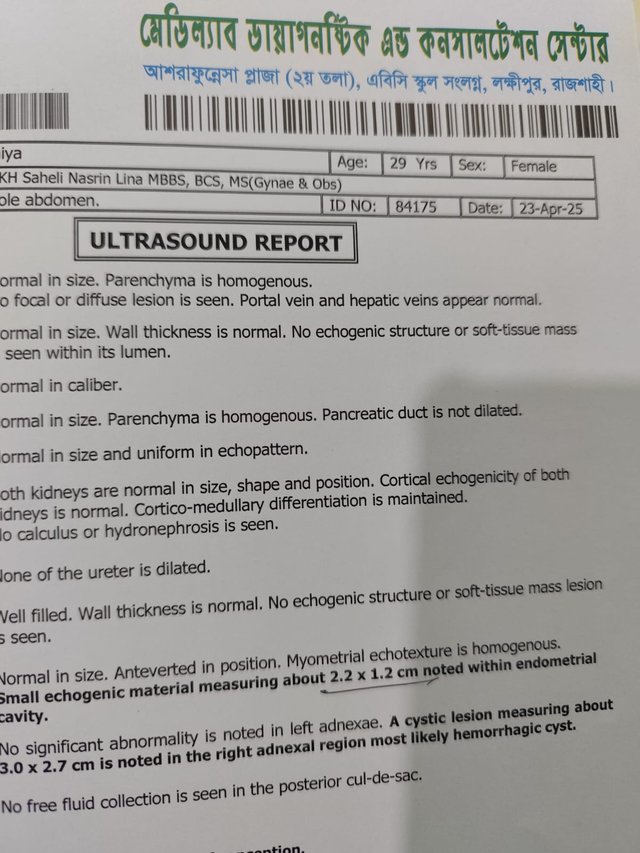 মেডিল্যাব ডায়াগনষ্টিক এন্ড কনসালটেশন সেন্টার
আশরাফুন্নেসা প্লাজা (২য় তলা), এবিসি স্কুল সংলগ্ন, লক্ষীপুর, রাজশাহী।
iya
Age: 29 Yrs Sex: Female
KH Saheli Nasrin Lina MBBS, BCS, MS(Gynae & Obs)
ole abdomen.
ID NO: 84175 Date: 23-Apr-25
ULTRASOUND REPORT
ormal in size. Parenchyma is homogenous.
o focal or diffuse lesion is seen. Portal vein and hepatic veins appear normal.
ormal in size. Wall thickness is normal. No echogenic structure or soft-tissue mass
seen within its lumen.
ormal in caliber.
ormal in size. Parenchyma is homogenous. Pancreatic duct is not dilated.
ormal in size and uniform in echopattern.
oth kidneys are normal in size, shape and position. Cortical echogenicity of both
idneys is normal. Cortico-medullary differentiation is maintained.
No calculus or hydronephrosis is seen.
None of the ureter is dilated.
Well filled. Wall thickness is normal. No echogenic structure or soft-tissue mass lesion
s seen.
Normal in size. Anteverted in position. Myometrial echotexture is homogenous.
Small echogenic material measuring about 2.2 x 1.2 cm noted within endometrial
cavity.
No significant abnormality is noted in left adnexae. A cystic lesion measuring about
3.0 x 2.7 cm is noted in the right adnexal region most likely hemorrhagic cyst.
No free fluid collection is seen in the posterior cul-de-sac.